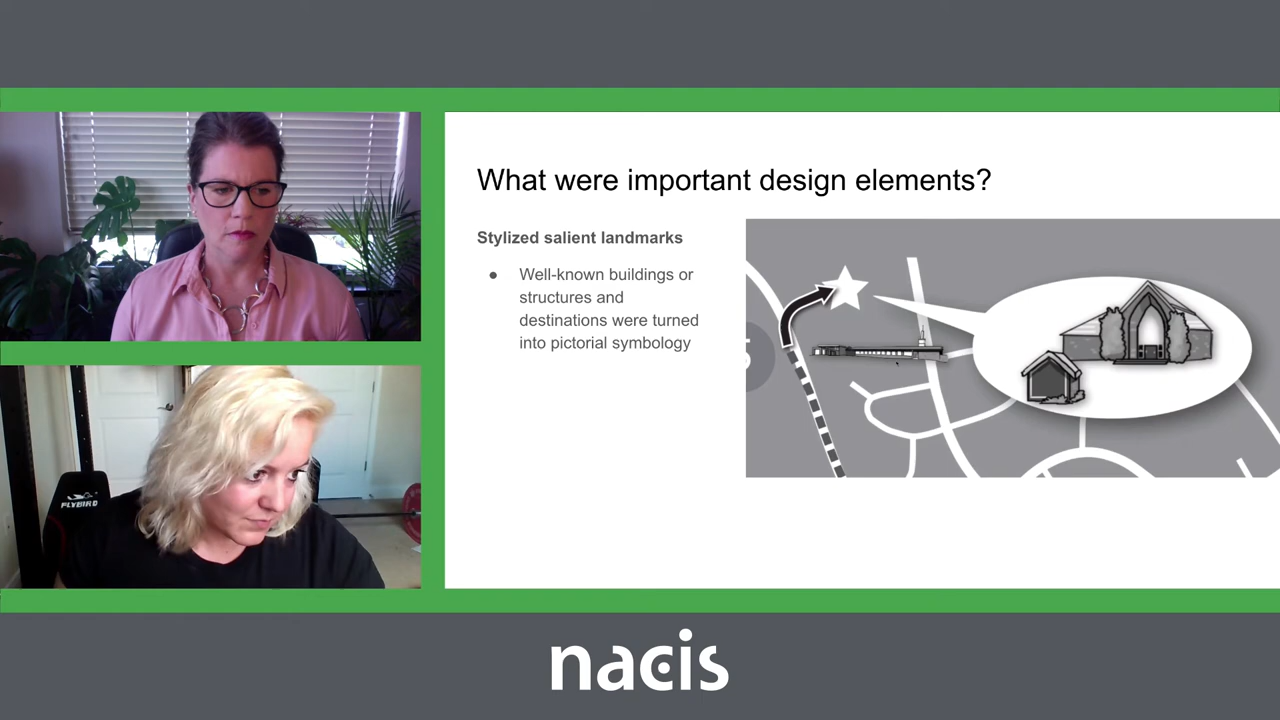 What were important design elements?
Stylized salient landmarks
● Well-known buildings or
structures and
destinations were turned
into pictorial symbology
5
FLYBIRD
nacis